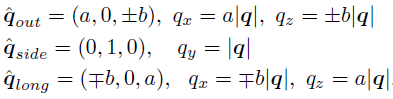 q̂_out = (a, 0, ±b), q_x = a|q|, q_z = ±b|q|
q̂_side = (0, 1, 0), q_y = |q|
q̂_long = (∓b, 0, a), q_x = ∓b|q|, q_z = a|q|.